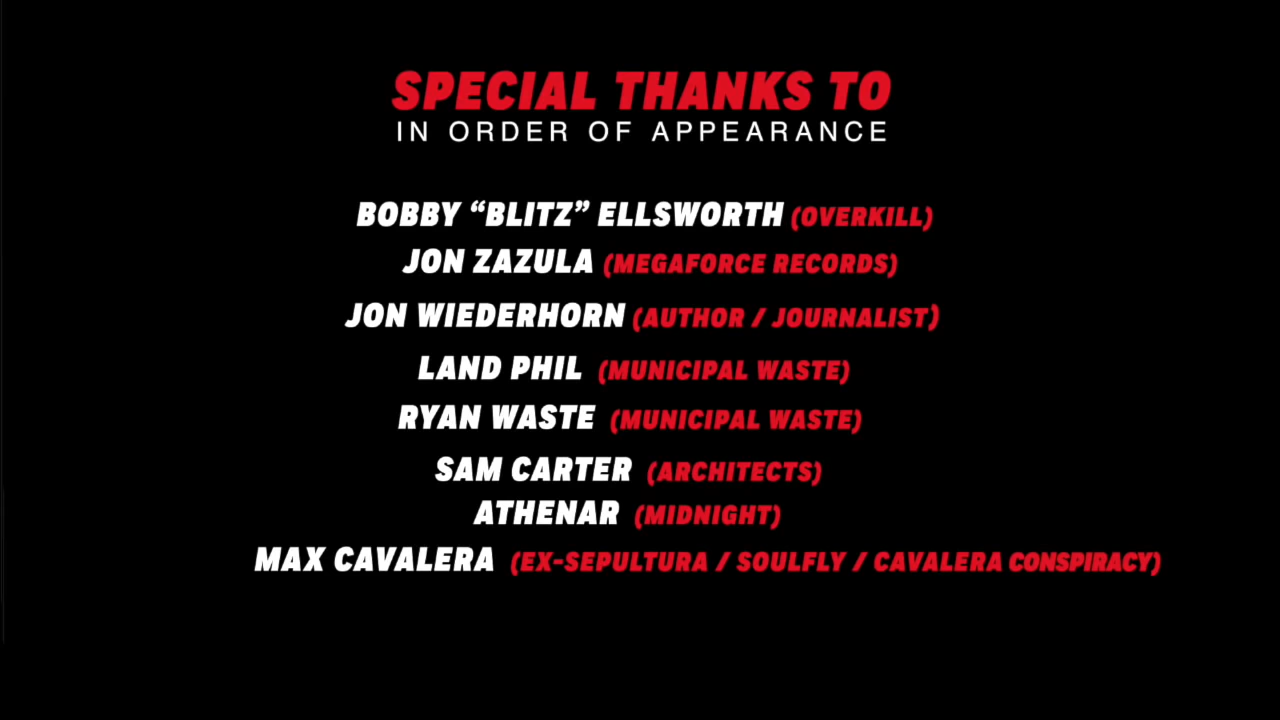 SPECIAL THANKS TO
IN ORDER OF APPEARANCE
BOBBY “BLITZ” ELLSWORTH (OVERKILL)
JON ZAZULA (MEGAFORCE RECORDS)
JON WIEDERHORN (AUTHOR / JOURNALIST)
LAND PHIL (MUNICIPAL WASTE)
RYAN WASTE (MUNICIPAL WASTE)
SAM CARTER (ARCHITECTS)
ATHENAR (MIDNIGHT)
MAX CAVALERA (EX-SEPULTURA / SOULFLY / CAVALERA CONSPIRACY)